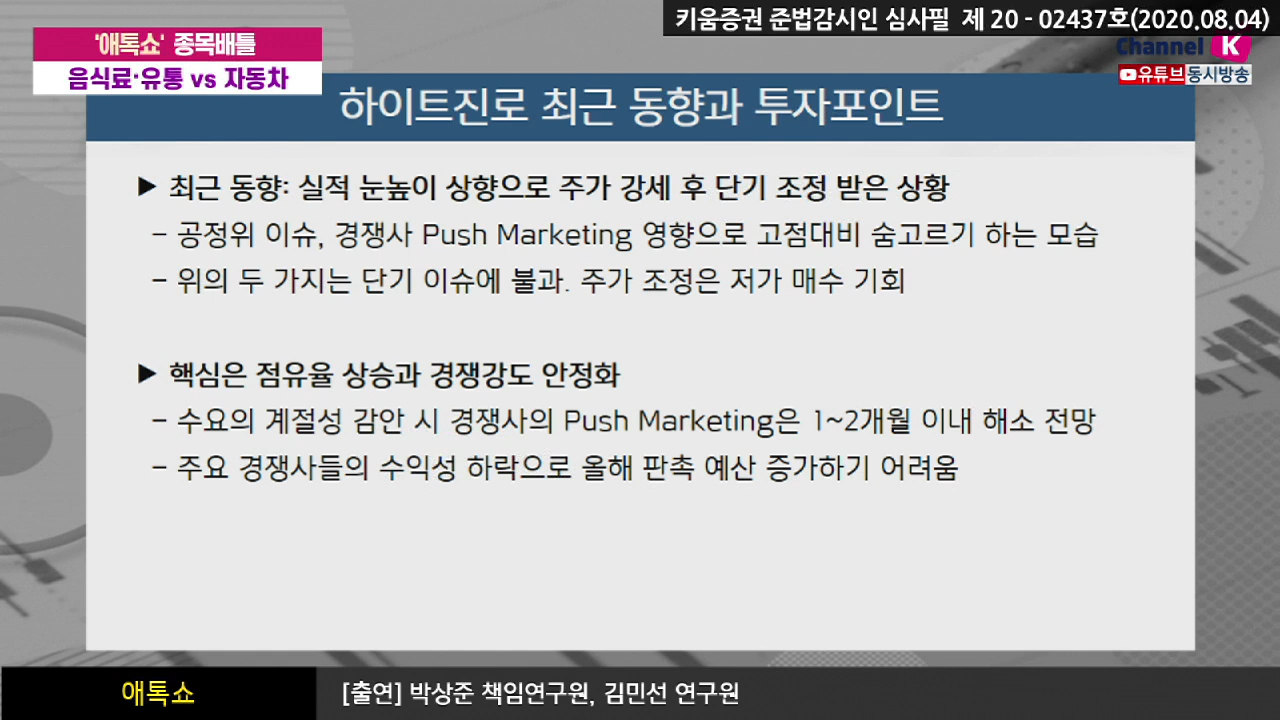 키움증권 준법감시인 심사필 제 20 - 02437호(2020.08.04)
'애톡쇼' 종목배틀
음식료·유통 vs 자동차
Channel K
유튜브동시방송
하이트진로 최근 동향과 투자포인트
▶ 최근 동향: 실적 눈높이 상향으로 주가 강세 후 단기 조정 받은 상황
- 공정위 이슈, 경쟁사 Push Marketing 영향으로 고점대비 숨고르기 하는 모습
- 위의 두 가지는 단기 이슈에 불과. 주가 조정은 저가 매수 기회
▶ 핵심은 점유율 상승과 경쟁강도 안정화
- 수요의 계절성 감안 시 경쟁사의 Push Marketing은 1~2개월 이내 해소 전망
- 주요 경쟁사들의 수익성 하락으로 올해 판촉 예산 증가하기 어려움
애톡쇼
[출연] 박상준 책임연구원, 김민선 연구원